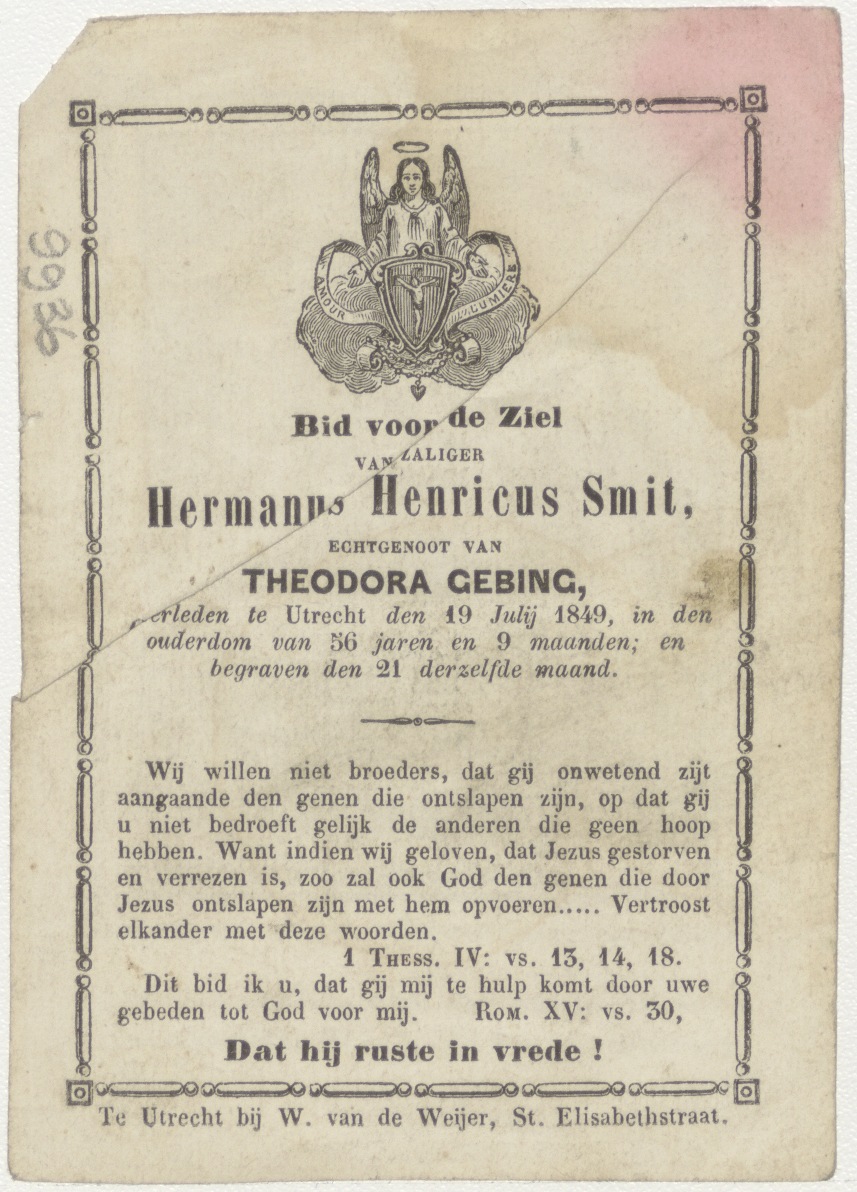 9936
AMOUR LUMIÈRE
Bid voor de Ziel
VAN ZALIGER
Hermanus Henricus Smit,
ECHTGENOOT VAN
THEODORA GEBING,
overleden te Utrecht den 19 Julij 1849, in den
ouderdom van 56 jaren en 9 maanden; en
begraven den 21 derzelfde maand.
Wij willen niet broeders, dat gij onwetend zijt
aangaande den genen die ontslapen zijn, op dat gij
u niet bedroeft gelijk de anderen die geen hoop
hebben. Want indien wij geloven, dat Jezus gestorven
en verrezen is, zoo zal ook God den genen die door
Jezus ontslapen zijn met hem opvoeren..... Vertroost
elkander met deze woorden.
1 THESS. IV: vs. 13, 14, 18.
Dit bid ik u, dat gij mij te hulp komt door uwe
gebeden tot God voor mij. ROM. XV: vs. 30,
Dat hij ruste in vrede !
Te Utrecht bij W. van de Weijer, St. Elisabethstraat.